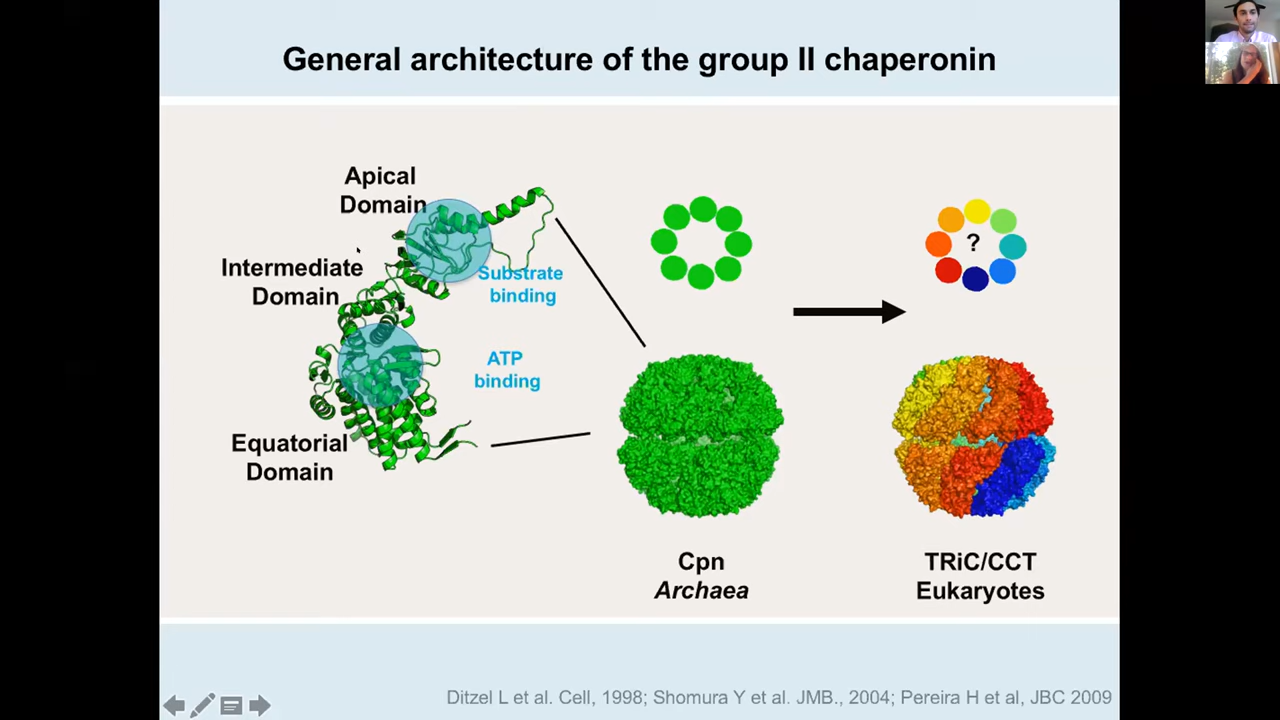 General architecture of the group II chaperonin
Apical
Domain
Intermediate
Domain
Substrate
binding
ATP
binding
Equatorial
Domain
?
Cpn
Archaea
TRiC/CCT
Eukaryotes
Ditzel L et al. Cell, 1998; Shomura Y et al. JMB., 2004; Pereira H et al, JBC 2009